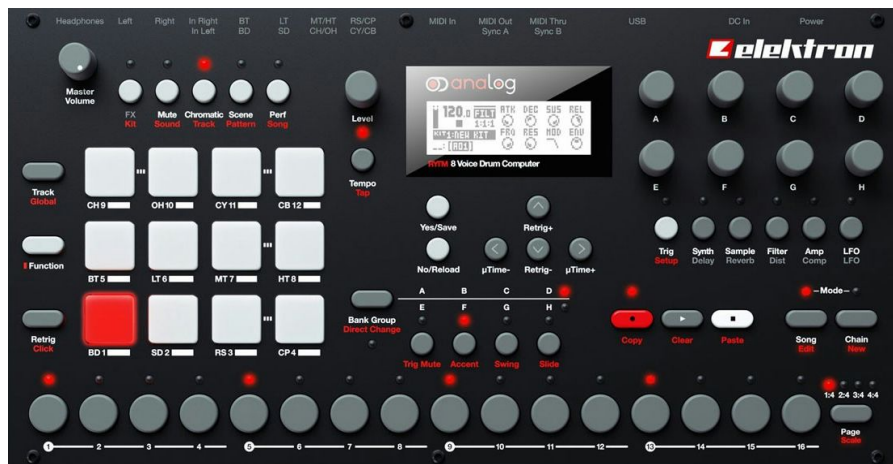 Headphones Left Right In Right BT LT MT/HT RS/CP MIDI In MIDI Out MIDI Thru USB DC In Power
In Left BD SD CH/OH CY/CB Sync A Sync B
elektron
Master
Volume
FX Mute Chromatic Scene Perf
Kit Sound Track Pattern Song
Level
Tempo
Tap
analog
120.0 FILT ATK DEC SUS REL
1:1:1
KIT 1:NEW KIT FRQ RES MOD ENV
__: [A01]
RYTM 8 Voice Drum Computer
A B C D
E F G H
Track
Global
CH 9 OH 10 CY 11 CB 12
Function
BT 5 LT 6 MT 7 HT 8
Retrig
Click
BD 1 SD 2 RS 3 CP 4
Yes/Save Retrig+
No/Reload µTime- Retrig- µTime+
Trig Synth Sample Filter Amp LFO
Setup Delay Reverb Dist Comp LFO
A B C D
E F G H
Bank Group
Direct Change
Trig Mute Accent Swing Slide
Copy Clear Paste
Mode
Song Chain
Edit New
1:4 2:4 3:4 4:4
Page
Scale
1 2 3 4 5 6 7 8 9 10 11 12 13 14 15 16